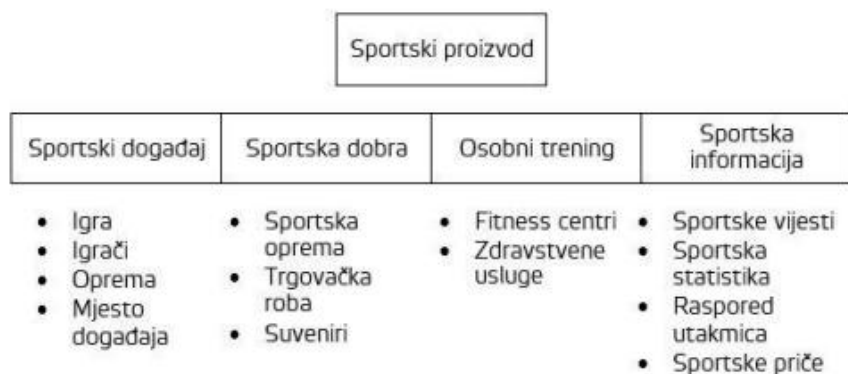 Sportski proizvod
Sportski događaj
Sportska dobra
Osobni trening
Sportska
informacija
• Igra
• Igrači
• Oprema
• Mjesto
događaja
• Sportska
oprema
• Trgovačka
roba
• Suveniri
• Fitness centri
• Zdravstvene
usluge
• Sportske vijesti
• Sportska
statistika
• Raspored
utakmica
• Sportske priče